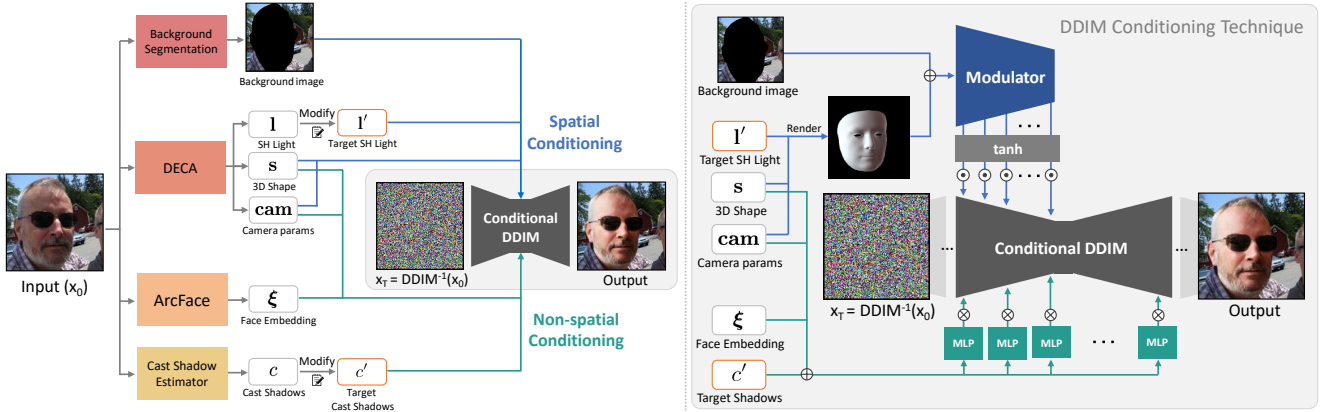 Background
Segmentation
Background image
DECA
l
SH Light
Modify
l′
Target SH Light
s
3D Shape
cam
Camera params
Spatial
Conditioning
Input (x₀)
Conditional
DDIM
x_T = DDIM⁻¹(x₀)
Output
ArcFace
ξ
Face Embedding
Non-spatial
Conditioning
Cast Shadow
Estimator
c
Cast Shadows
Modify
c′
Target
Cast Shadows
DDIM Conditioning Technique
Background image
Modulator
l′
Target SH Light
Render
tanh
s
3D Shape
cam
Camera params
Conditional DDIM
x_T = DDIM⁻¹(x₀)
Output
ξ
Face Embedding
MLP
MLP
MLP
MLP
c′
Target Shadows